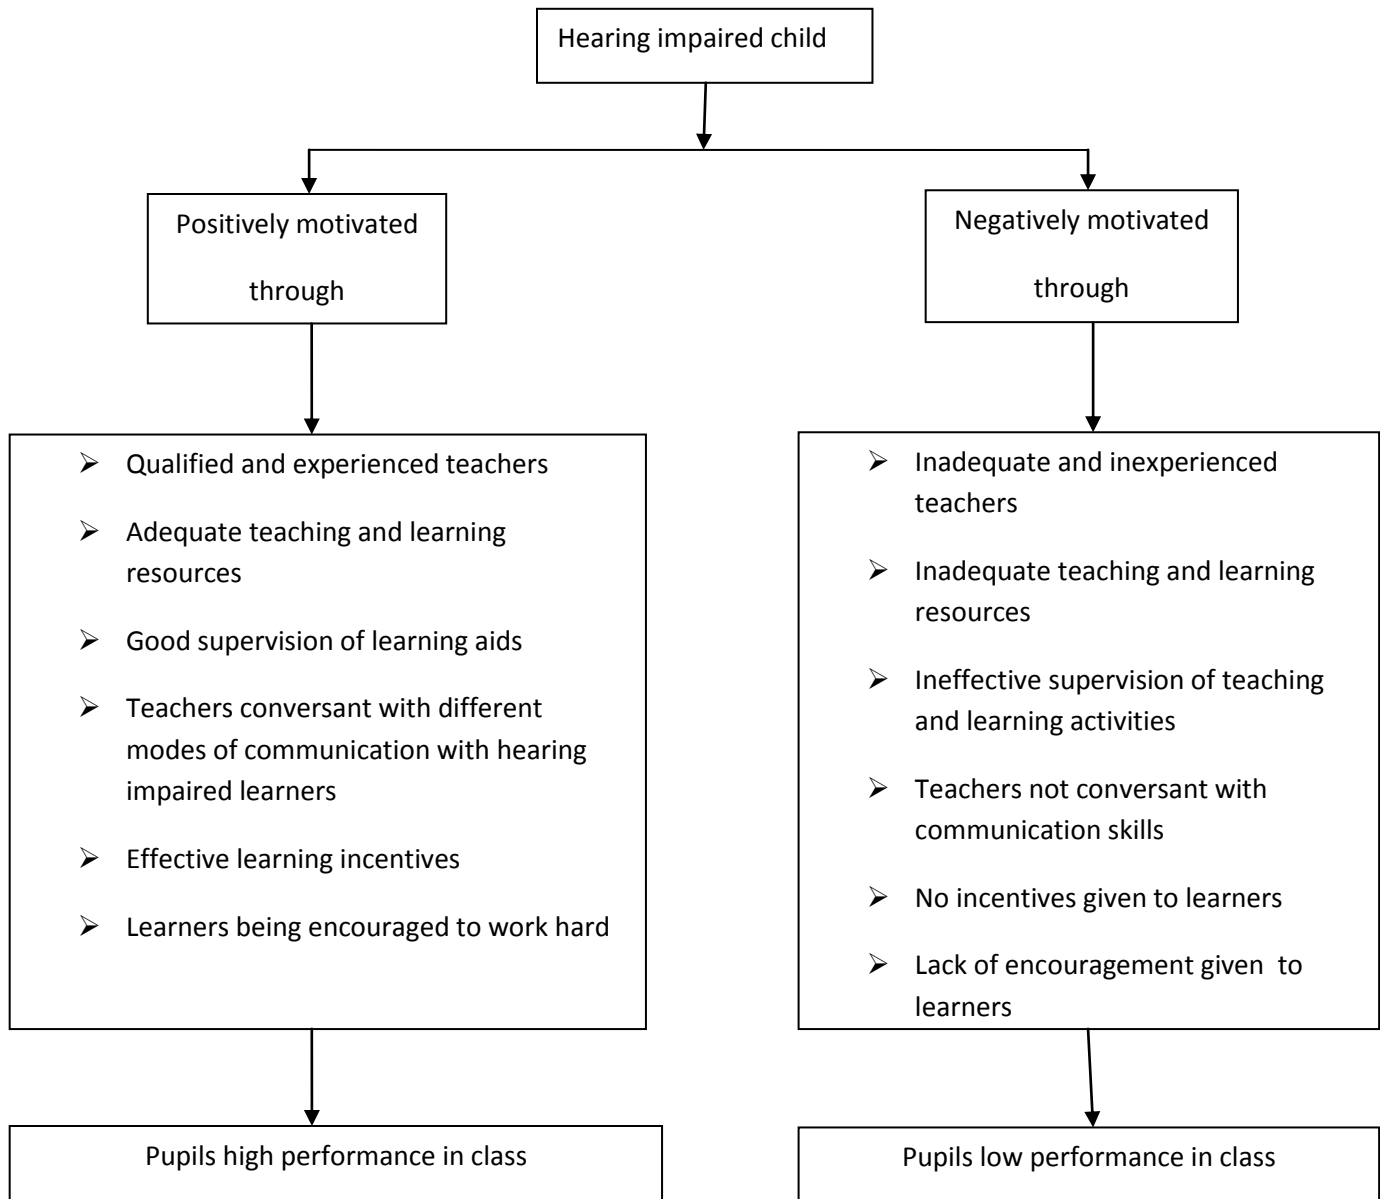 Hearing impaired child
Positively motivated
through
Negatively motivated
through
➢ Qualified and experienced teachers
➢ Adequate teaching and learning
resources
➢ Good supervision of learning aids
➢ Teachers conversant with different
modes of communication with hearing
impaired learners
➢ Effective learning incentives
➢ Learners being encouraged to work hard
➢ Inadequate and inexperienced
teachers
➢ Inadequate teaching and learning
resources
➢ Ineffective supervision of teaching
and learning activities
➢ Teachers not conversant with
communication skills
➢ No incentives given to learners
➢ Lack of encouragement given  to
learners
Pupils high performance in class
Pupils low performance in class